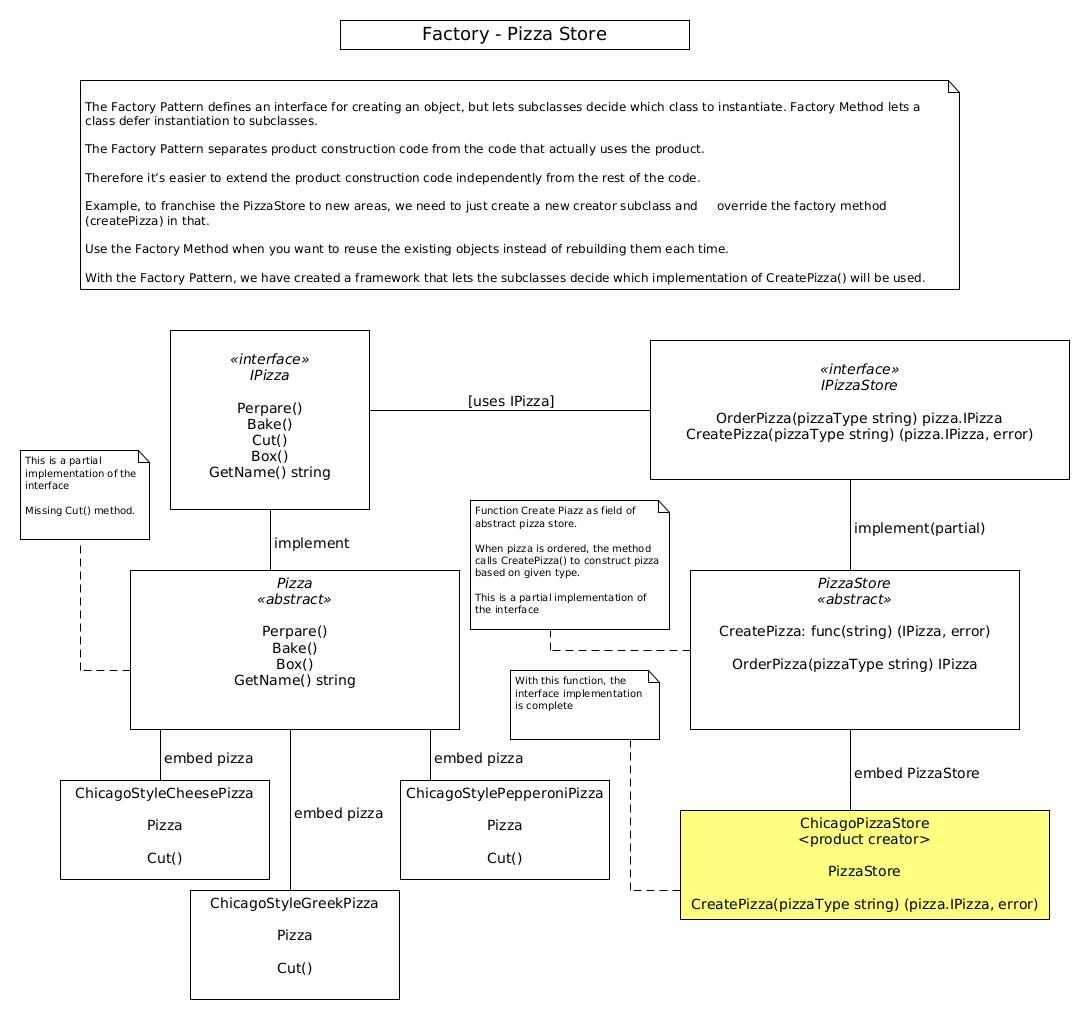 Factory - Pizza Store
The Factory Pattern defines an interface for creating an object, but lets subclasses decide which class to instantiate. Factory Method lets a
class defer instantiation to subclasses.
The Factory Pattern separates product construction code from the code that actually uses the product.
Therefore it’s easier to extend the product construction code independently from the rest of the code.
Example, to franchise the PizzaStore to new areas, we need to just create a new creator subclass and override the factory method
(createPizza) in that.
Use the Factory Method when you want to reuse the existing objects instead of rebuilding them each time.
With the Factory Pattern, we have created a framework that lets the subclasses decide which implementation of CreatePizza() will be used.
«interface»
IPizza
Perpare()
Bake()
Cut()
Box()
GetName() string
[uses IPizza]
«interface»
IPizzaStore
OrderPizza(pizzaType string) pizza.IPizza
CreatePizza(pizzaType string) (pizza.IPizza, error)
This is a partial
implementation of the
interface
Missing Cut() method.
implement
Function Create Piazz as field of
abstract pizza store.
When pizza is ordered, the method
calls CreatePizza() to construct pizza
based on given type.
This is a partial implementation of
the interface
implement(partial)
Pizza
«abstract»
Perpare()
Bake()
Box()
GetName() string
PizzaStore
«abstract»
CreatePizza: func(string) (IPizza, error)
OrderPizza(pizzaType string) IPizza
With this function, the
interface implementation
is complete
embed pizza
embed pizza
embed pizza
embed PizzaStore
ChicagoStyleCheesePizza
Pizza
Cut()
ChicagoStylePepperoniPizza
Pizza
Cut()
ChicagoStyleGreekPizza
Pizza
Cut()
ChicagoPizzaStore
<product creator>
PizzaStore
CreatePizza(pizzaType string) (pizza.IPizza, error)